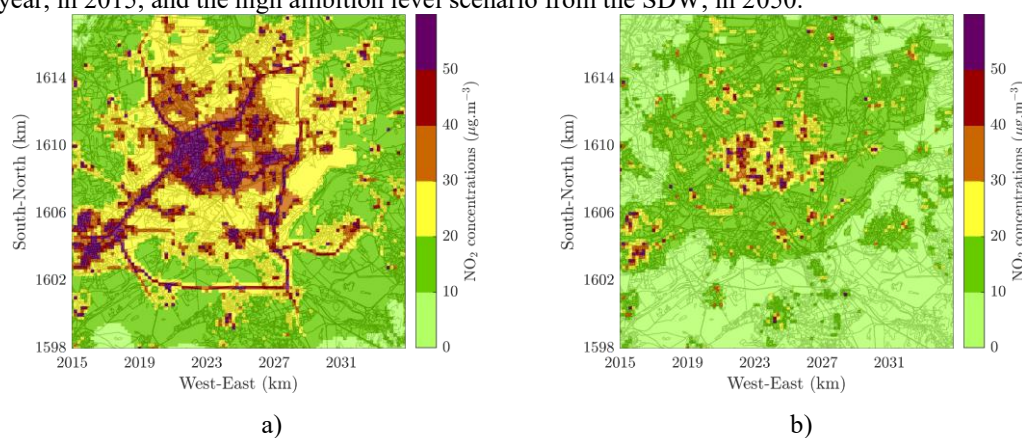 year, in 2015, and the high ambition level scenario from the SDW, in 2050.
1614
1610
1606
1602
1598
South-North (km)
2015 2019 2023 2027 2031
West-East (km)
50
40
30
20
10
0
NO₂ concentrations (μg.m⁻³)
a)
1614
1610
1606
1602
1598
South-North (km)
2015 2019 2023 2027 2031
West-East (km)
50
40
30
20
10
0
NO₂ concentrations (μg.m⁻³)
b)